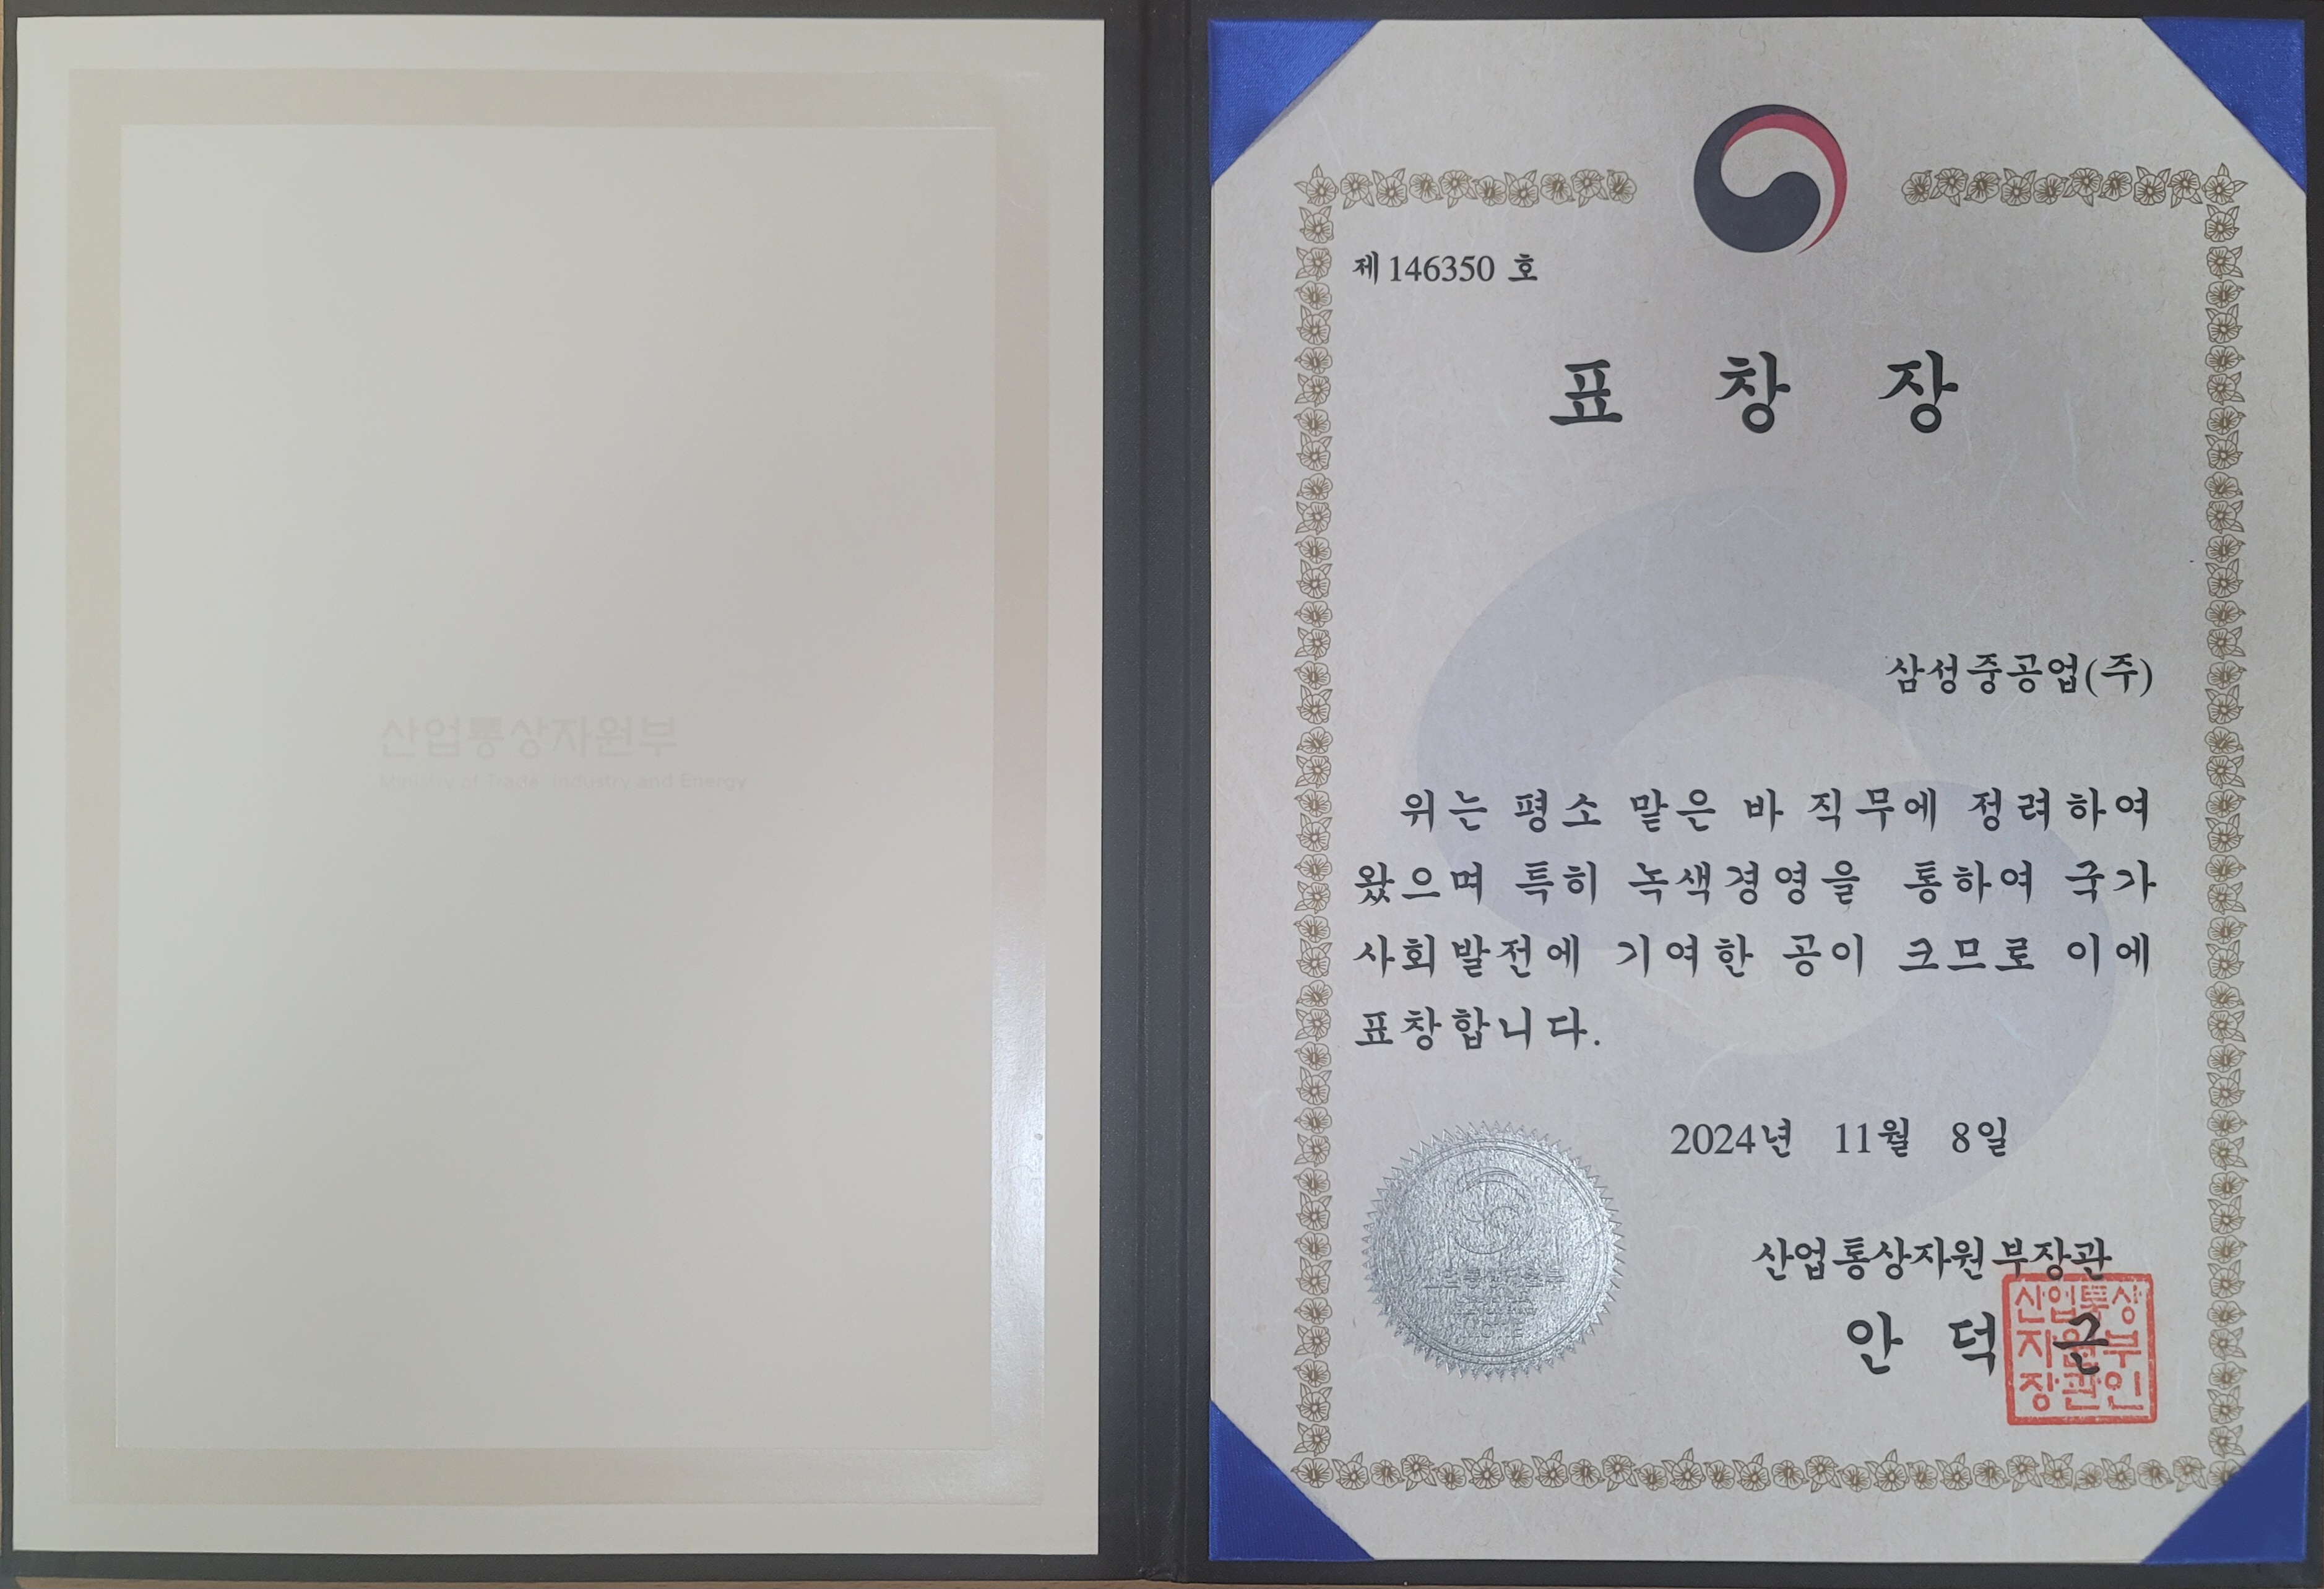 산업통상자원부
Ministry of Trade, Industry and Energy
제 146350 호
표 창 장
삼성중공업(주)
위는 평소 맡은 바 직무에 정려하여
왔으며 특히 녹색경영을 통하여 국가
사회발전에 기여한 공이 크므로 이에
표창합니다.
2024년 11월 8일
산업통상자원부장관
안 덕 근
산업통상
자원부
장관인